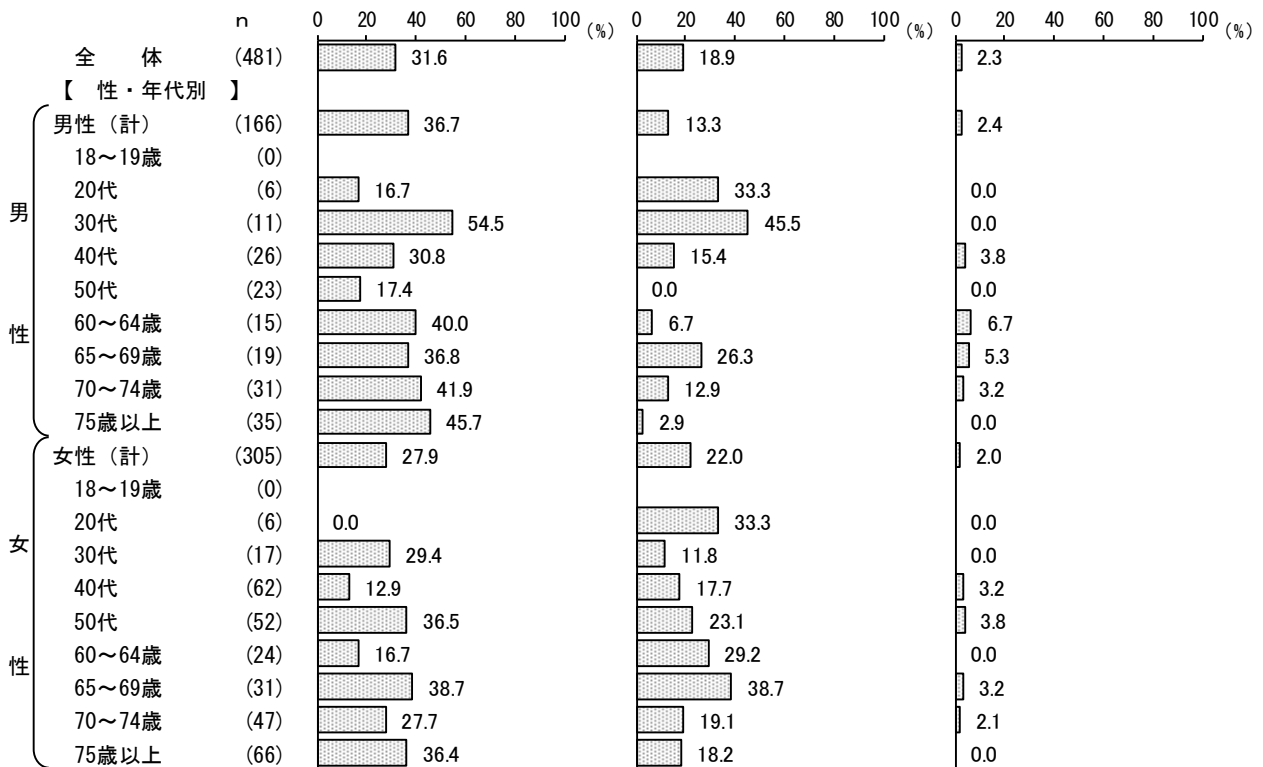 n 0 20 40 60 80 100 (%) 0 20 40 60 80 100 (%) 0 20 40 60 80 100 (%)
全 体 (481) 31.6 18.9 2.3
【 性・年代別 】
男性（計） (166) 36.7 13.3 2.4
18～19歳 (0)
20代 (6) 16.7 33.3 0.0
男
30代 (11) 54.5 45.5 0.0
40代 (26) 30.8 15.4 3.8
50代 (23) 17.4 0.0 0.0
60～64歳 (15) 40.0 6.7 6.7
性
65～69歳 (19) 36.8 26.3 5.3
70～74歳 (31) 41.9 12.9 3.2
75歳以上 (35) 45.7 2.9 0.0
女性（計） (305) 27.9 22.0 2.0
18～19歳 (0)
20代 (6) 0.0 33.3 0.0
女
30代 (17) 29.4 11.8 0.0
40代 (62) 12.9 17.7 3.2
50代 (52) 36.5 23.1 3.8
60～64歳 (24) 16.7 29.2 0.0
性
65～69歳 (31) 38.7 38.7 3.2
70～74歳 (47) 27.7 19.1 2.1
75歳以上 (66) 36.4 18.2 0.0